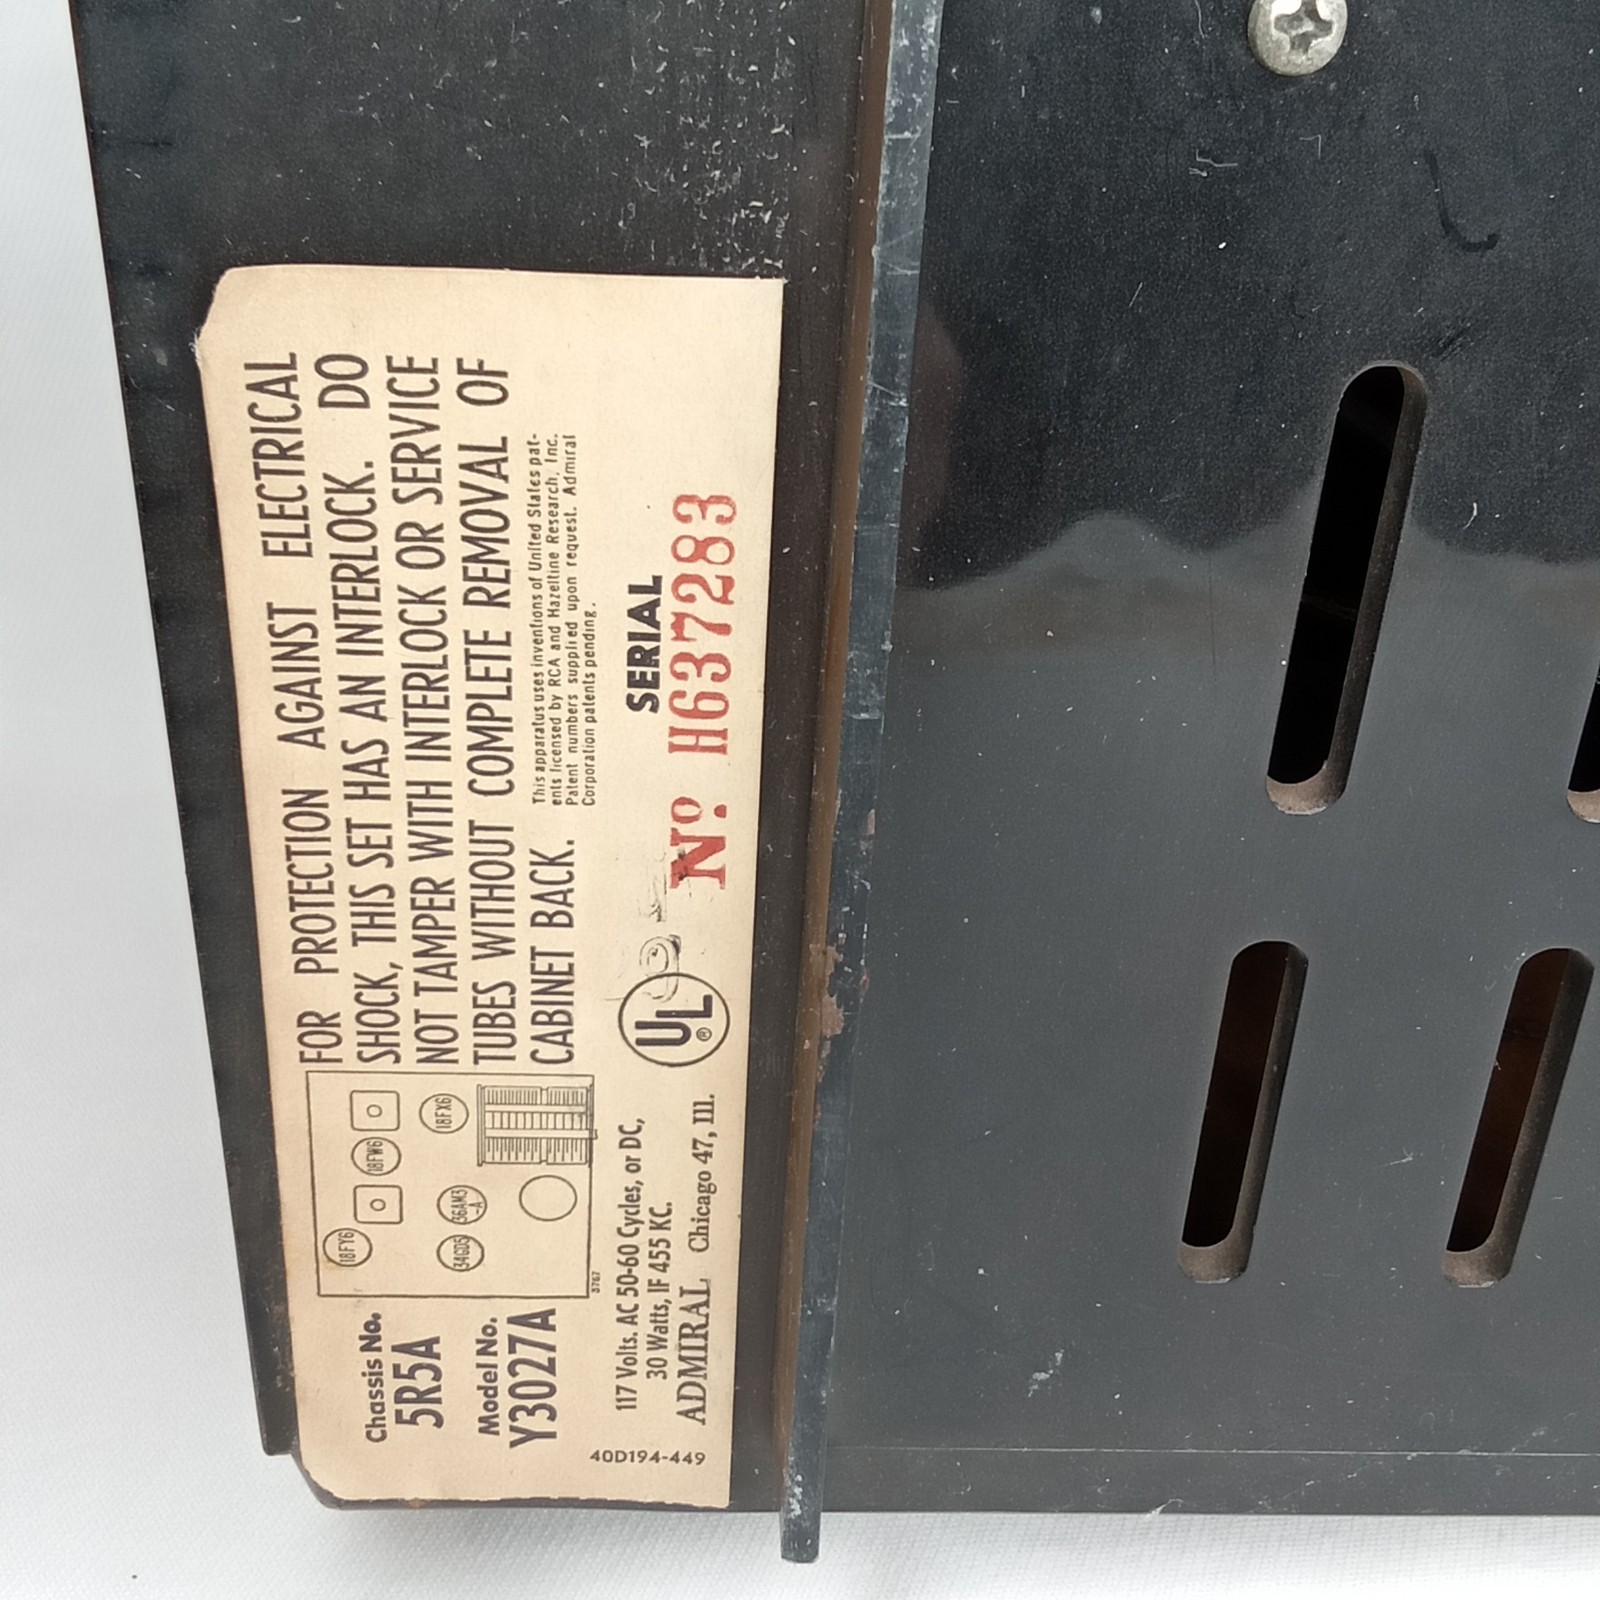 Chassis No.
5R5A
Model No.
Y3027A
18FY6
18FW6
18FX6
34GD5
36AM3
-A
3767
FOR PROTECTION AGAINST ELECTRICAL
SHOCK, THIS SET HAS AN INTERLOCK. DO
NOT TAMPER WITH INTERLOCK OR SERVICE
TUBES WITHOUT COMPLETE REMOVAL OF
CABINET BACK.
This apparatus uses inventions of United States pat-
ents licensed by RCA and Hazeltine Research, Inc.
Patent numbers supplied upon request. Admiral
Corporation patents pending.
117 Volts. AC 50-60 Cycles, or DC,
30 Watts, IF 455 KC.
ADMIRAL Chicago 47, Ill.
UL
®
SERIAL
No. H637283
40D194-449